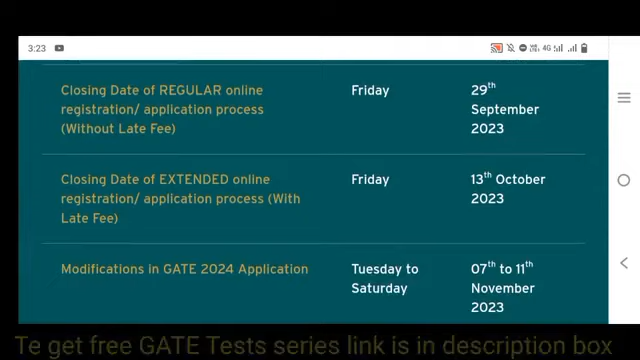 3:23
4G
Closing Date of REGULAR online Friday 29th
registration/ application process September
(Without Late Fee) 2023
Closing Date of EXTENDED online Friday 13th October
registration/ application process (With 2023
Late Fee)
Modifications in GATE 2024 Application Tuesday to 07th to 11th
Saturday November
2023
Te get free GATE Tests series link is in description box